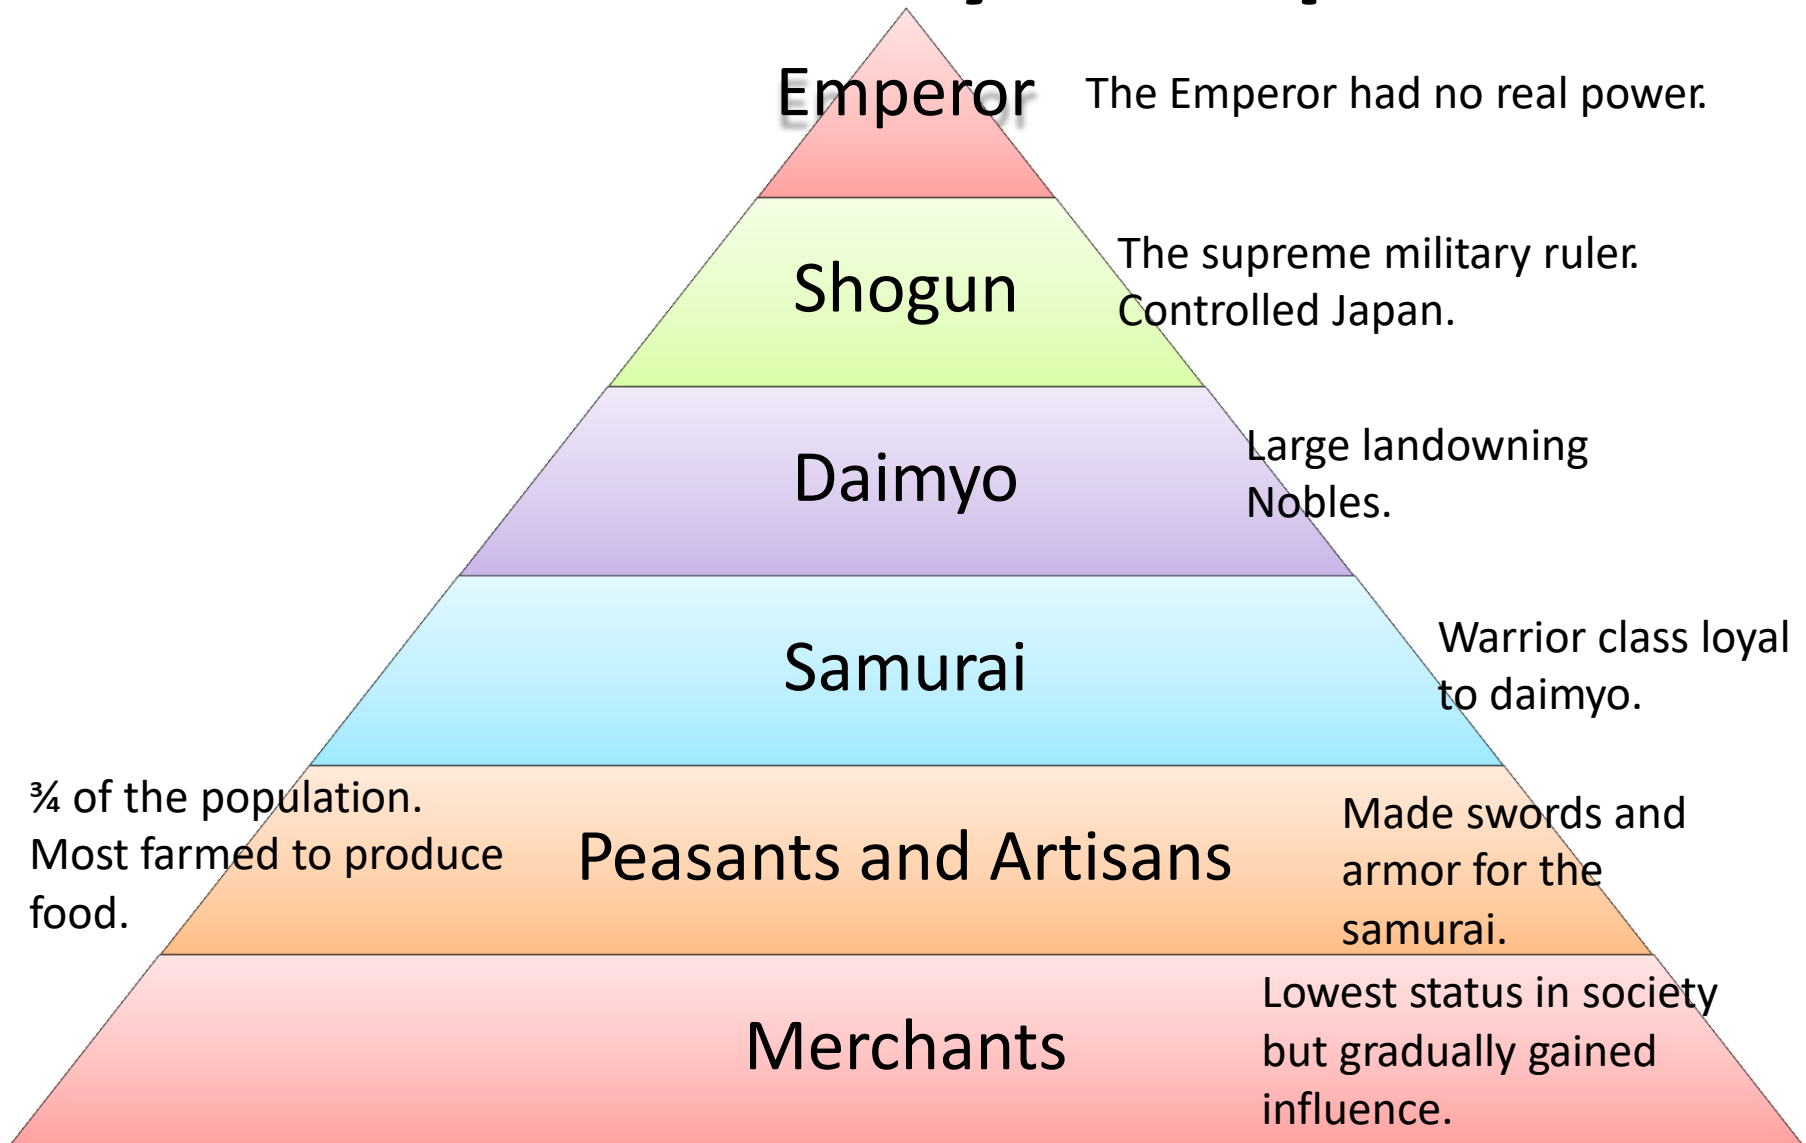 Emperor
The Emperor had no real power.
Shogun
The supreme military ruler.
Controlled Japan.
Daimyo
Large landowning
Nobles.
Samurai
Warrior class loyal
to daimyo.
¾ of the population.
Most farmed to produce
food.
Peasants and Artisans
Made swords and
armor for the
samurai.
Merchants
Lowest status in society
but gradually gained
influence.